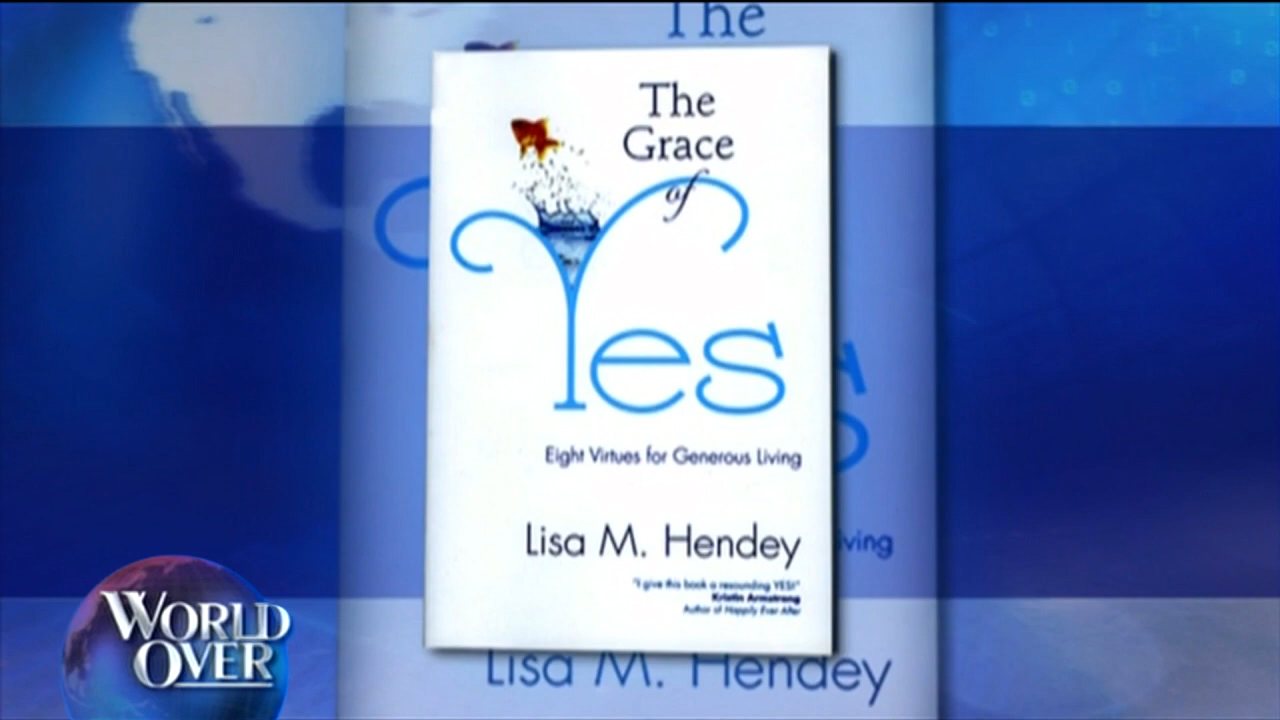 The
The
Grace
of
Yes
Eight Virtues for Generous Living
Lisa M. Hendey
"I give this book a resounding YES!"
Kristin Armstrong
Author of Happily Ever After
iving
Lisa M. Hendey
WORLD
OVER